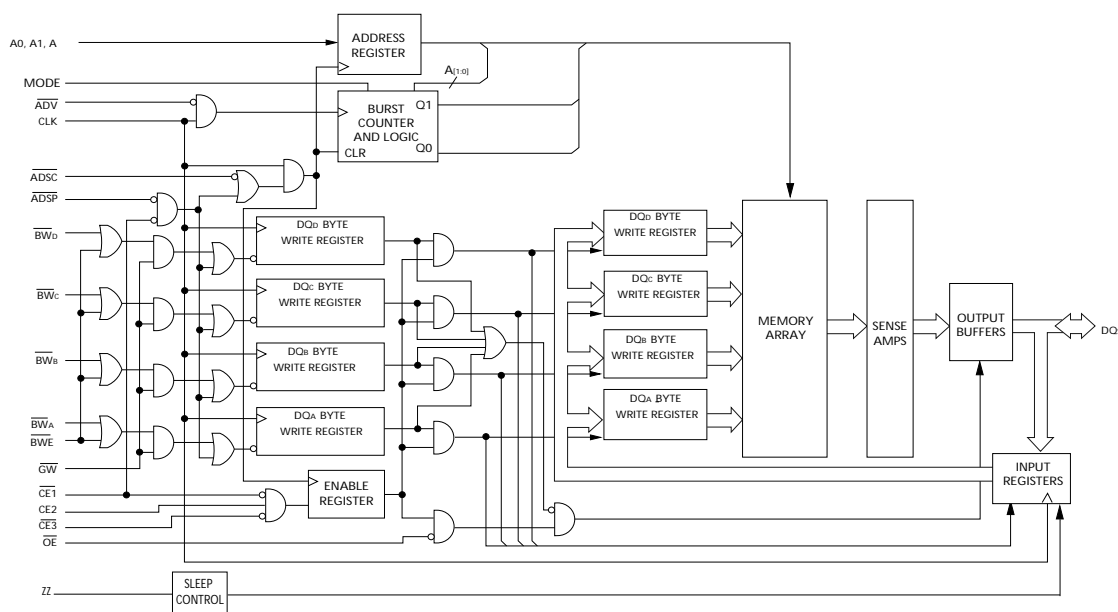 A0, A1, A
ADDRESS
REGISTER
A[1:0]
MODE
ADV
CLK
BURST
COUNTER
AND LOGIC
CLR
Q1
Q0
ADSC
ADSP
BWD
DQD BYTE
WRITE REGISTER
DQD BYTE
WRITE REGISTER
BWC
DQC BYTE
WRITE REGISTER
DQC BYTE
WRITE REGISTER
MEMORY
ARRAY
SENSE
AMPS
OUTPUT
BUFFERS
DQ
BWB
DQB BYTE
WRITE REGISTER
DQB BYTE
WRITE REGISTER
BWA
BWE
DQA BYTE
WRITE REGISTER
DQA BYTE
WRITE REGISTER
GW
CE1
CE2
CE3
OE
ENABLE
REGISTER
INPUT
REGISTERS
ZZ
SLEEP
CONTROL